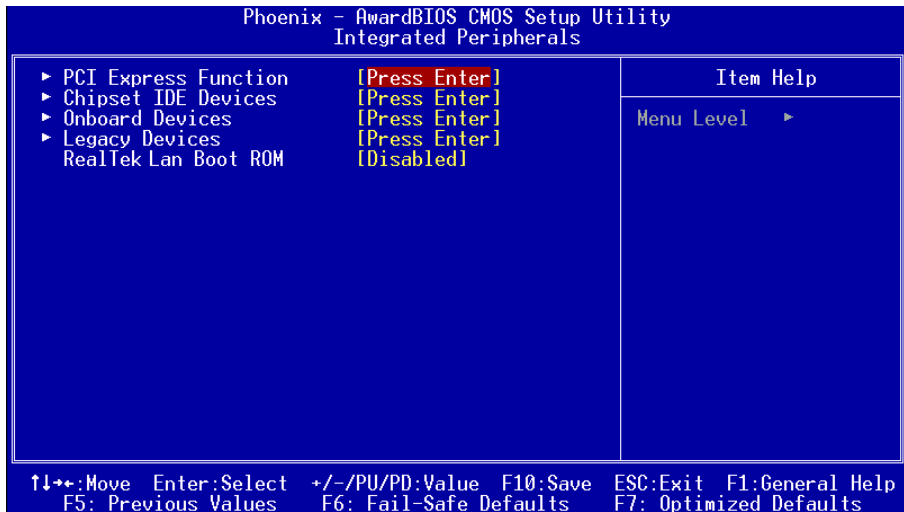 Phoenix - AwardBIOS CMOS Setup Utility
Integrated Peripherals
► PCI Express Function [Press Enter]
► Chipset IDE Devices [Press Enter]
► Onboard Devices [Press Enter]
► Legacy Devices [Press Enter]
RealTek Lan Boot ROM [Disabled]
Item Help
Menu Level ►
↑↓→←:Move Enter:Select +/-/PU/PD:Value F10:Save ESC:Exit F1:General Help
F5: Previous Values F6: Fail-Safe Defaults F7: Optimized Defaults